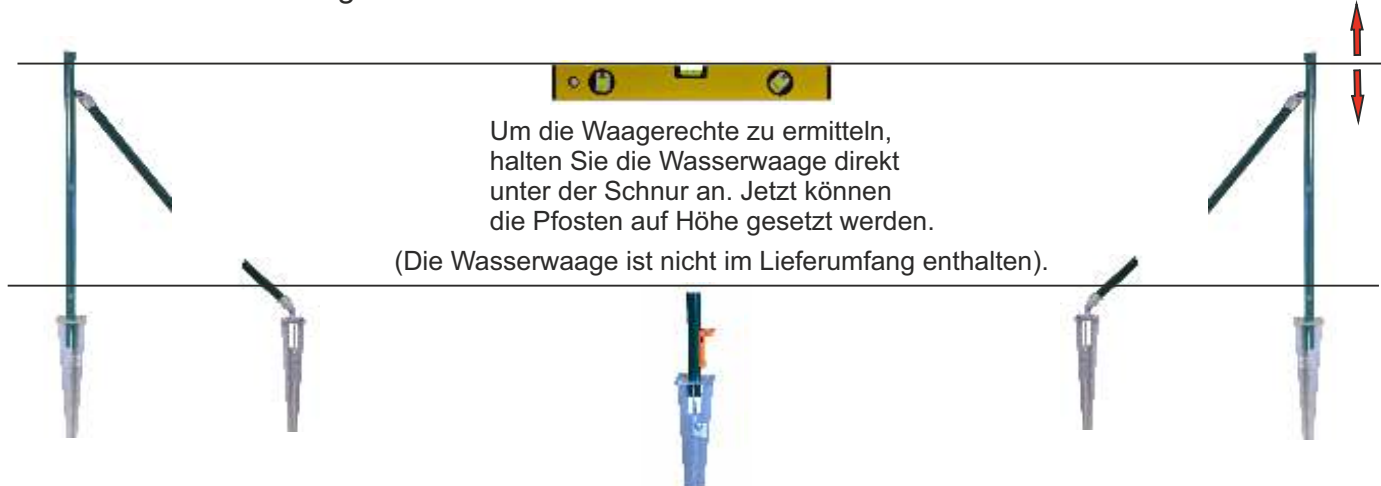 Um die Waagerechte zu ermitteln,
halten Sie die Wasserwaage direkt
unter der Schnur an. Jetzt können
die Pfosten auf Höhe gesetzt werden.
(Die Wasserwaage ist nicht im Lieferumfang enthalten).